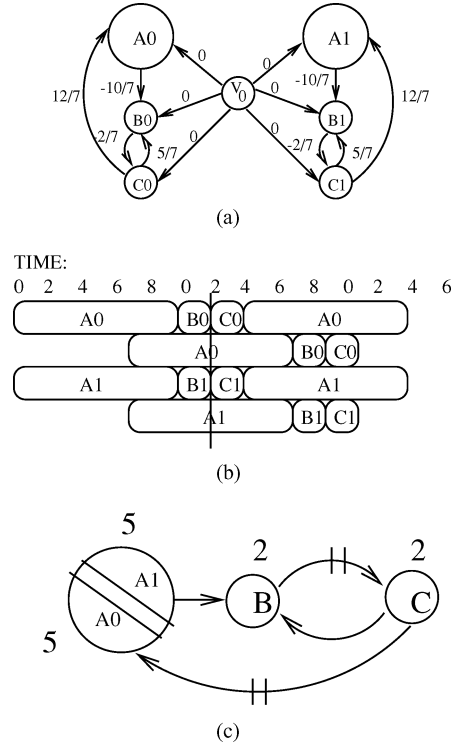 A0 A1
0 0
-10/7 V0 -10/7
12/7 0 0 12/7
B0 B1
-2/7 5/7 0 0 -2/7 5/7
C0 C1
(a)
TIME:
0 2 4 6 8 0 2 4 6 8 0 2 4 6
A0 B0 C0 A0
A0 B0 C0
A1 B1 C1 A1
A1 B1 C1
(b)
5
2 2
A1
A0 B C
5
(c)